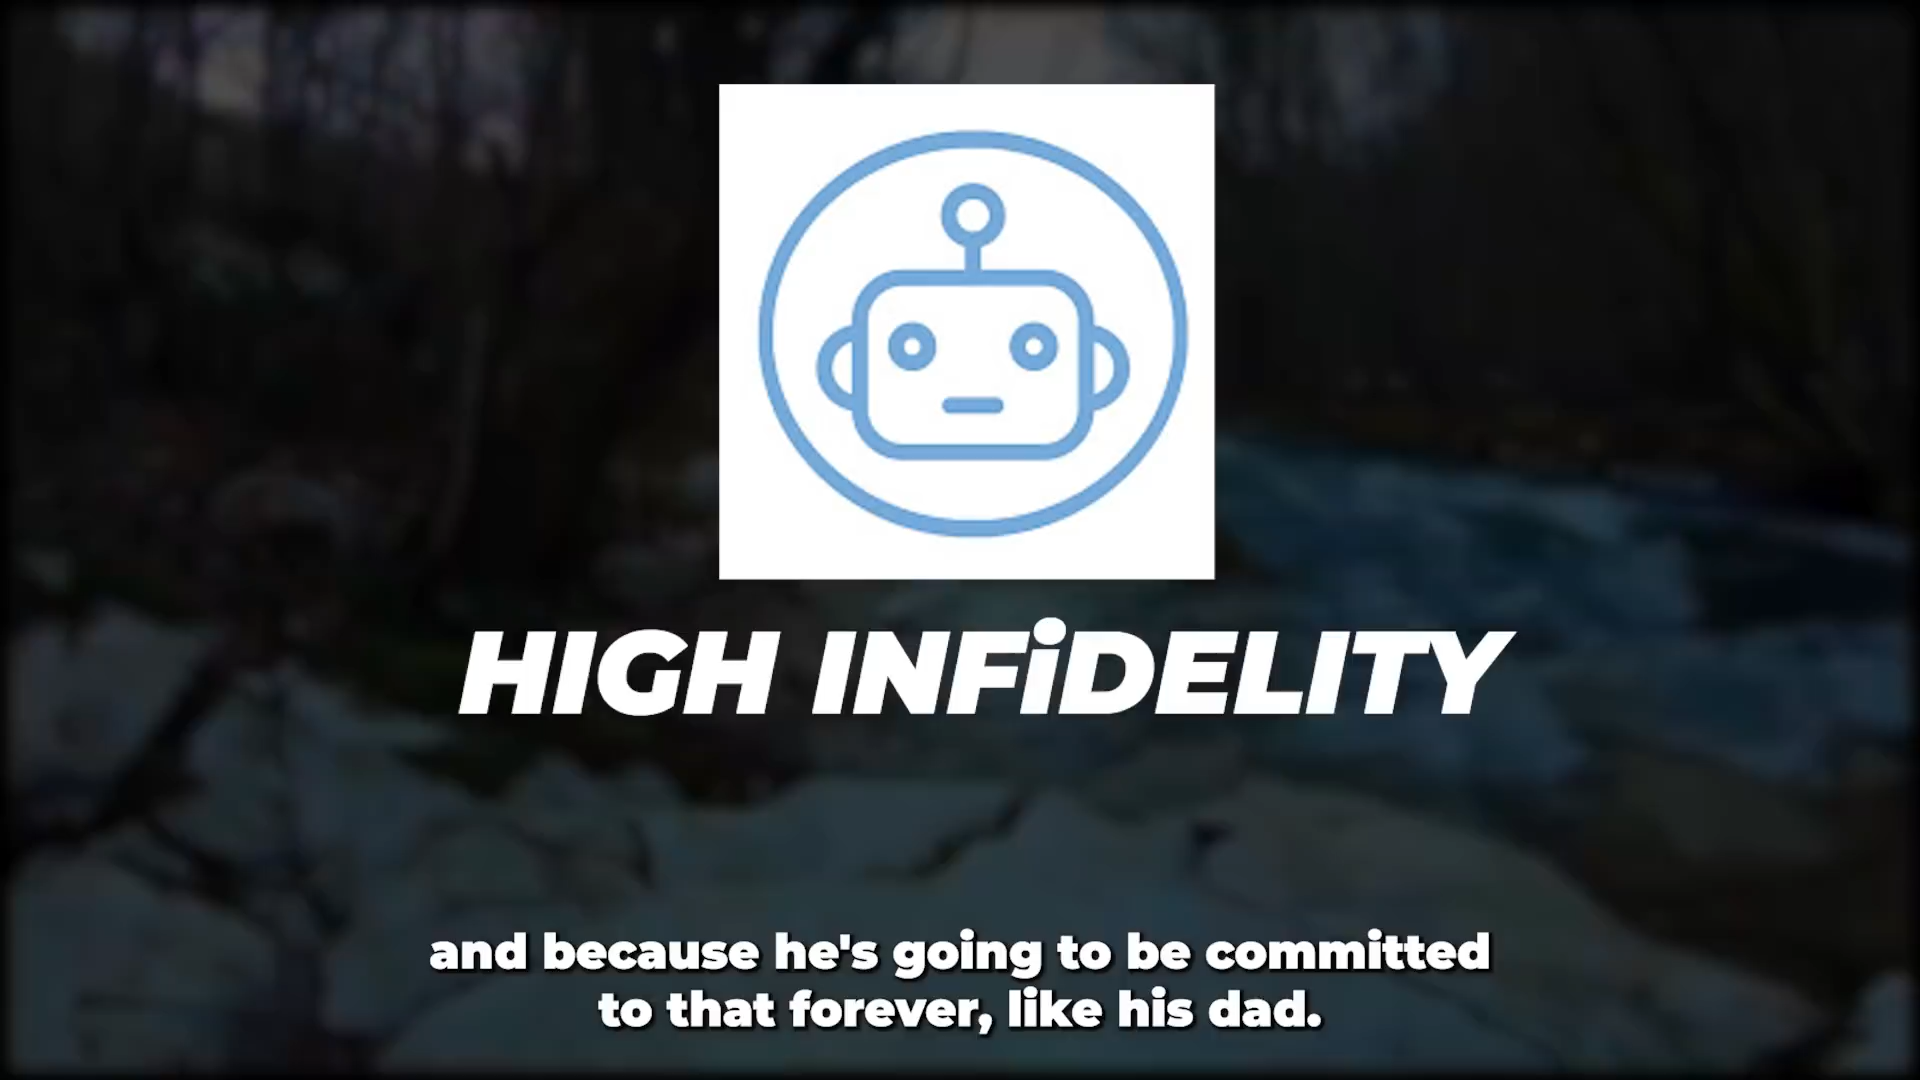 HIGH INFiDELITY
and because he's going to be committed
to that forever, like his dad.